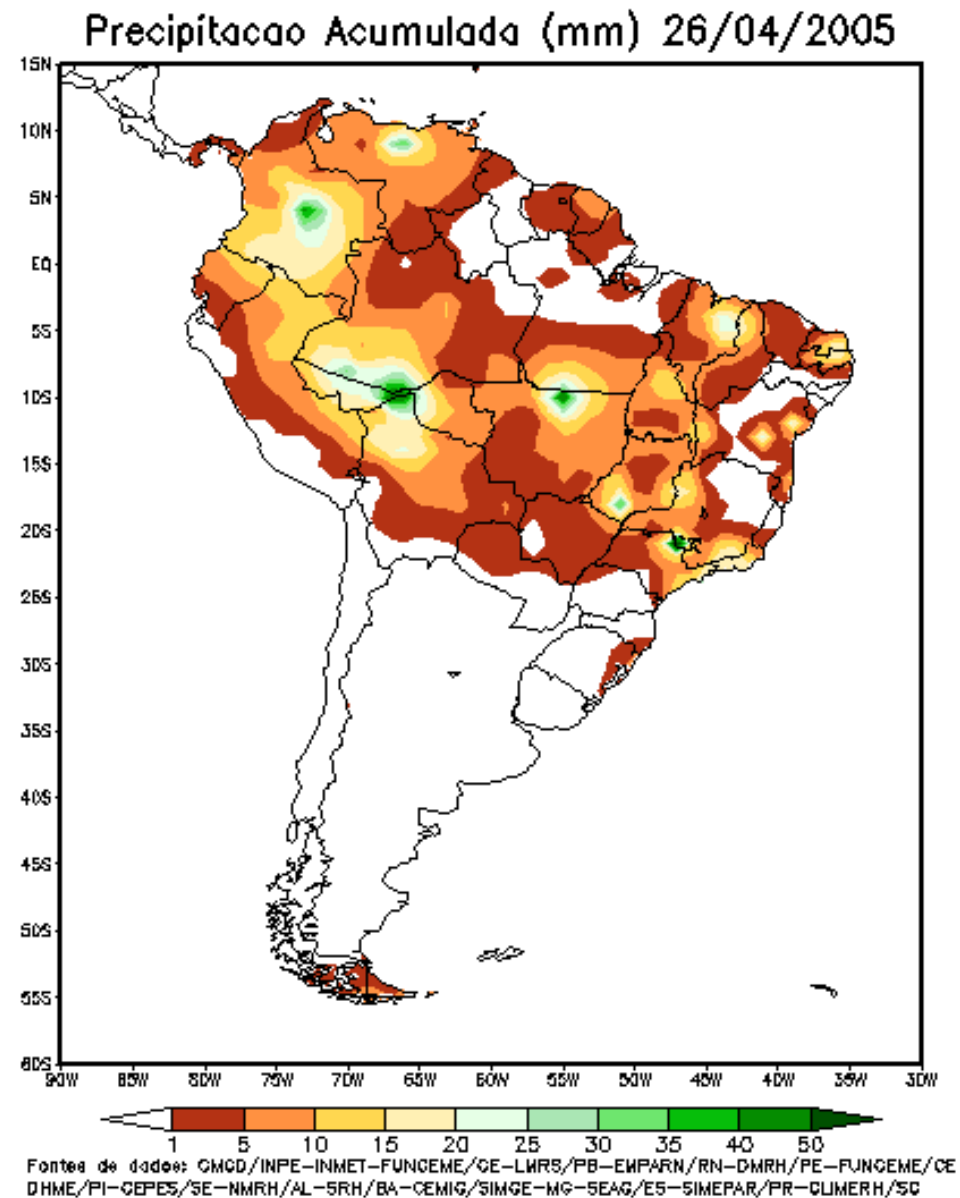 Precipitacao Acumulada (mm) 26/04/2005
15N
10N
5N
EQ
5S
10S
15S
20S
25S
30S
35S
40S
45S
50S
55S
60S
90W 85W 80W 75W 70W 65W 60W 55W 50W 45W 40W 35W 30W
1 5 10 15 20 25 30 35 40 50
Fontes de dados: CMCD/INPE-INMET-FUNCEME/CE-LMRS/PB-EMPARN/RN-DMRH/PE-FUNCEME/CE
DHME/PI-CEPES/SE-NMRH/AL-SRH/BA-CEMIG/SIMGE-MG-SEAG/ES-SIMEPAR/PR-CLIMERH/SC